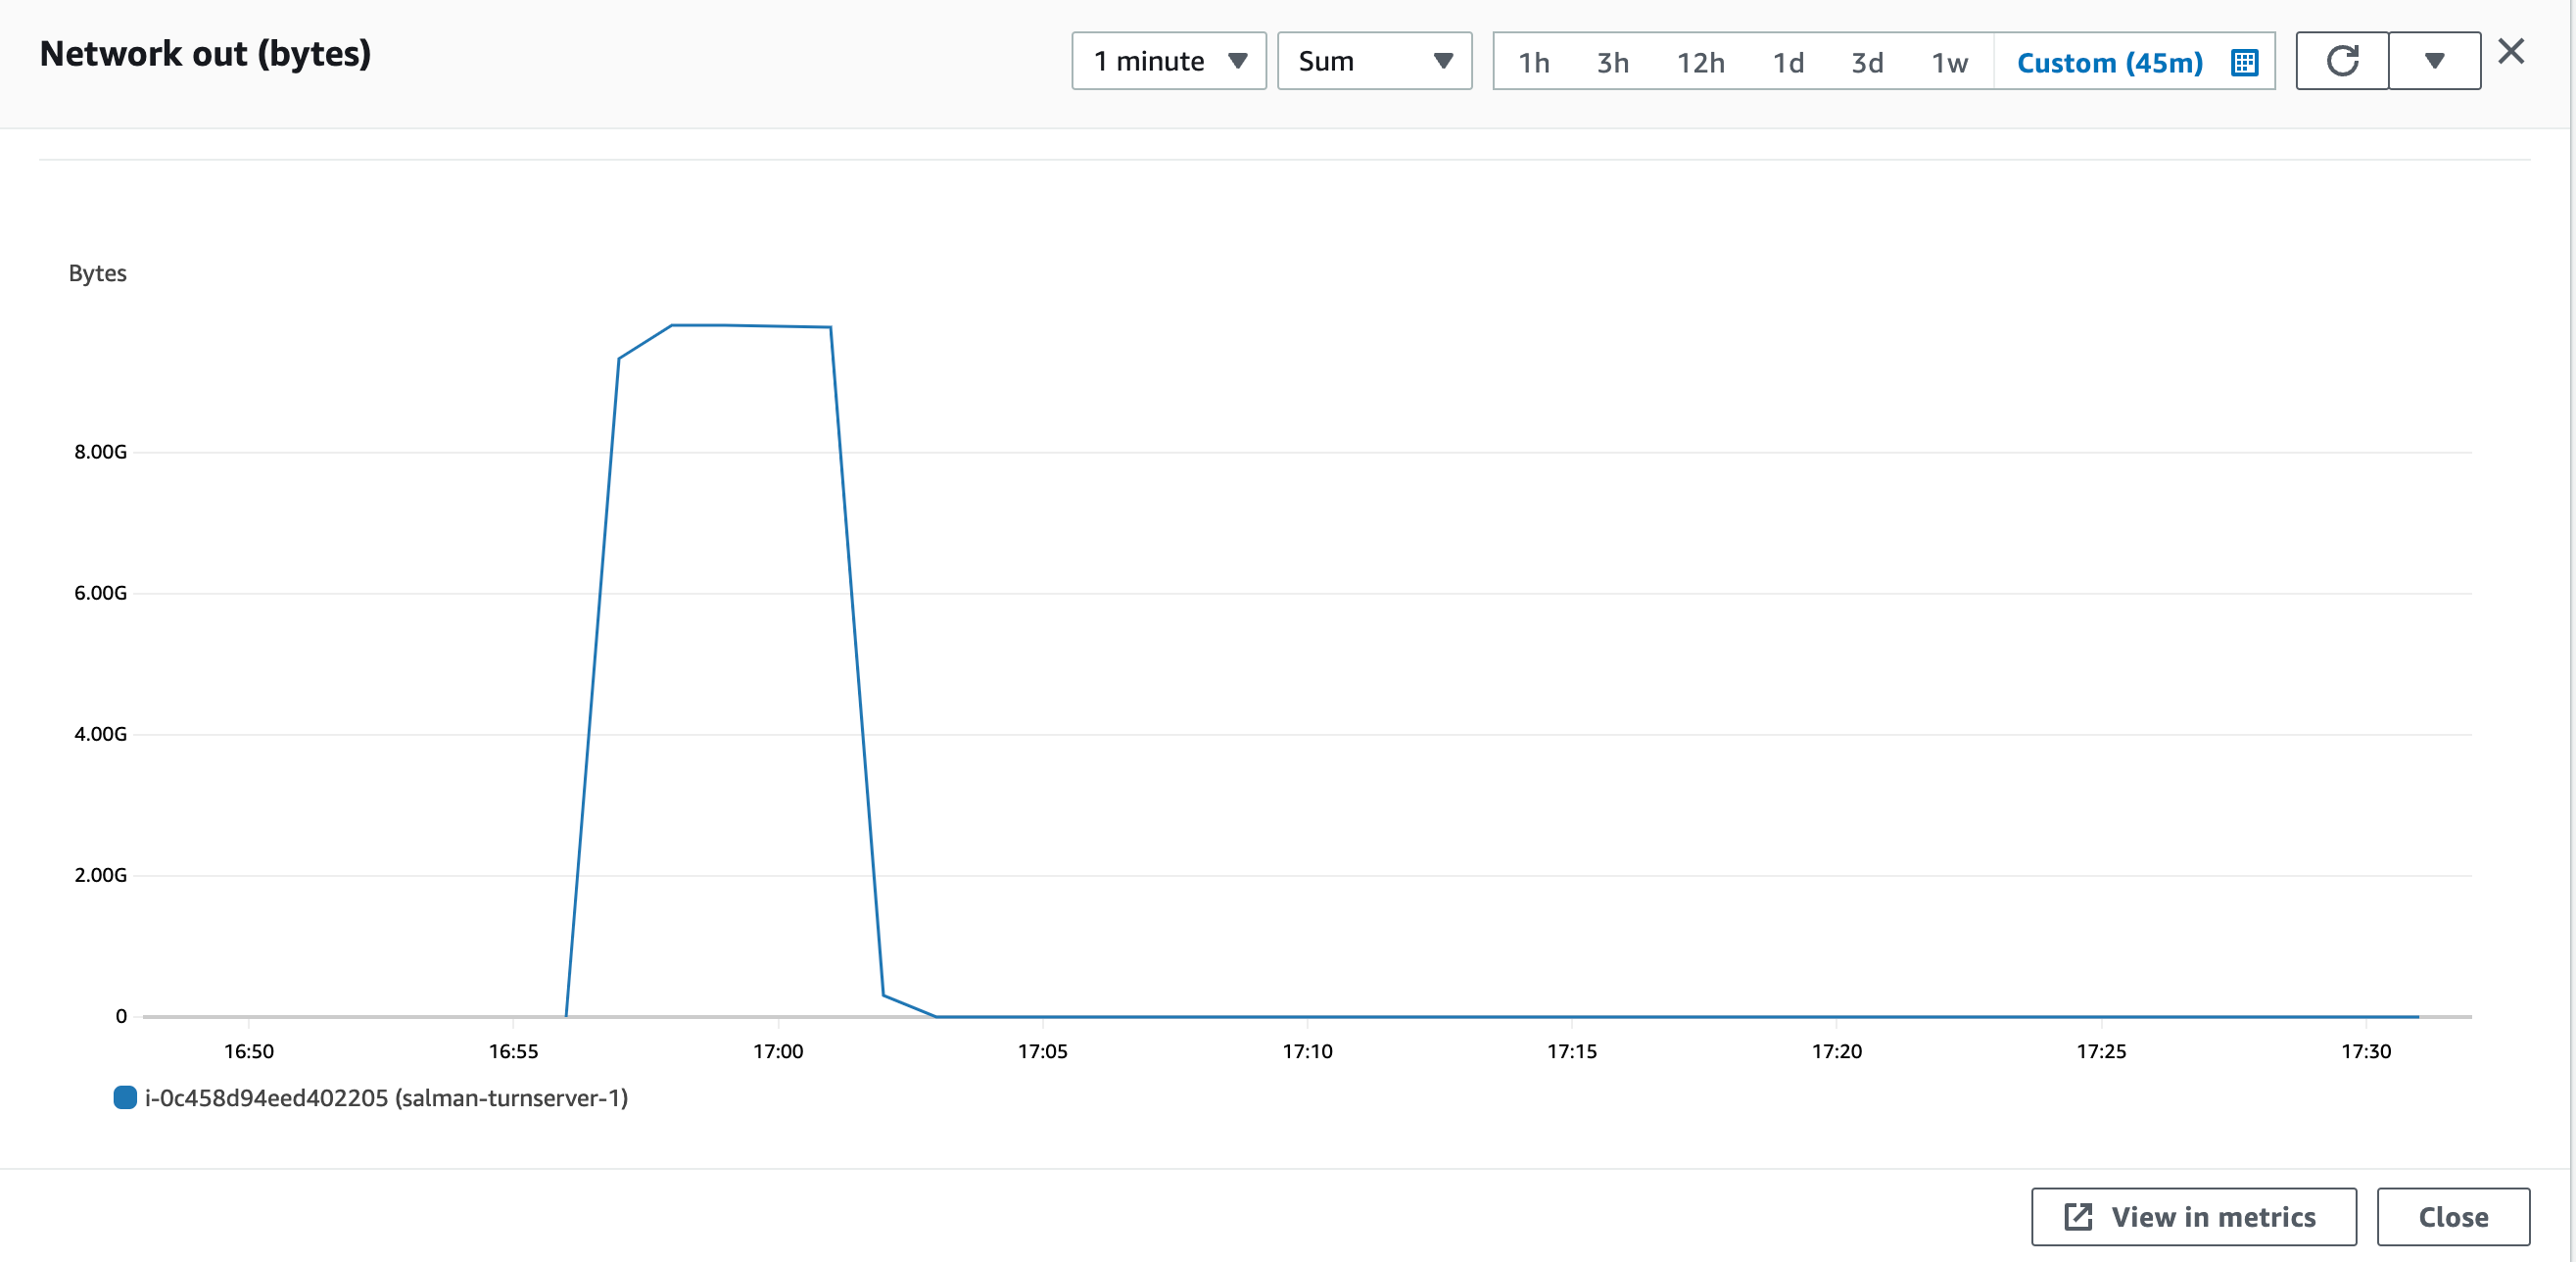 Network out (bytes)
1 minute
Sum
1h 3h 12h 1d 3d 1w Custom (45m)
Bytes
8.00G
6.00G
4.00G
2.00G
0
16:50 16:55 17:00 17:05 17:10 17:15 17:20 17:25 17:30
i-0c458d94eed402205 (salman-turnserver-1)
View in metrics
Close